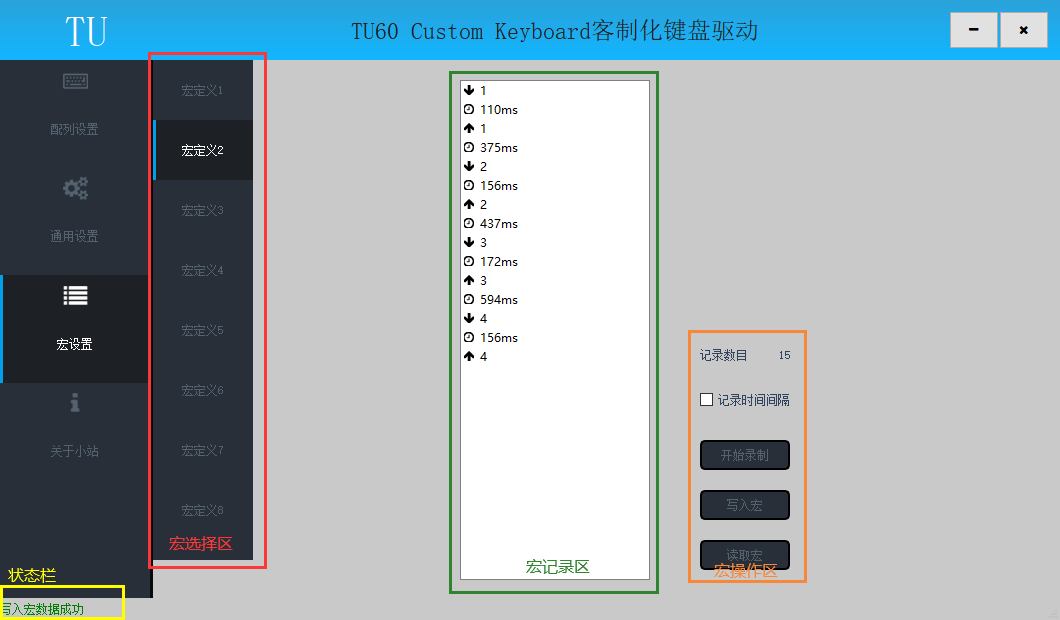 TU
TU60 Custom Keyboard客制化键盘驱动
配列设置
通用设置
宏设置
关于小站
状态栏
写入宏数据成功
宏定义1
宏定义2
宏定义3
宏定义4
宏定义5
宏定义6
宏定义7
宏定义8
宏选择区
1
110ms
1
375ms
2
156ms
2
437ms
3
172ms
3
594ms
4
156ms
4
宏记录区
记录数目 15
记录时间间隔
开始录制
写入宏
读取宏
宏操作区